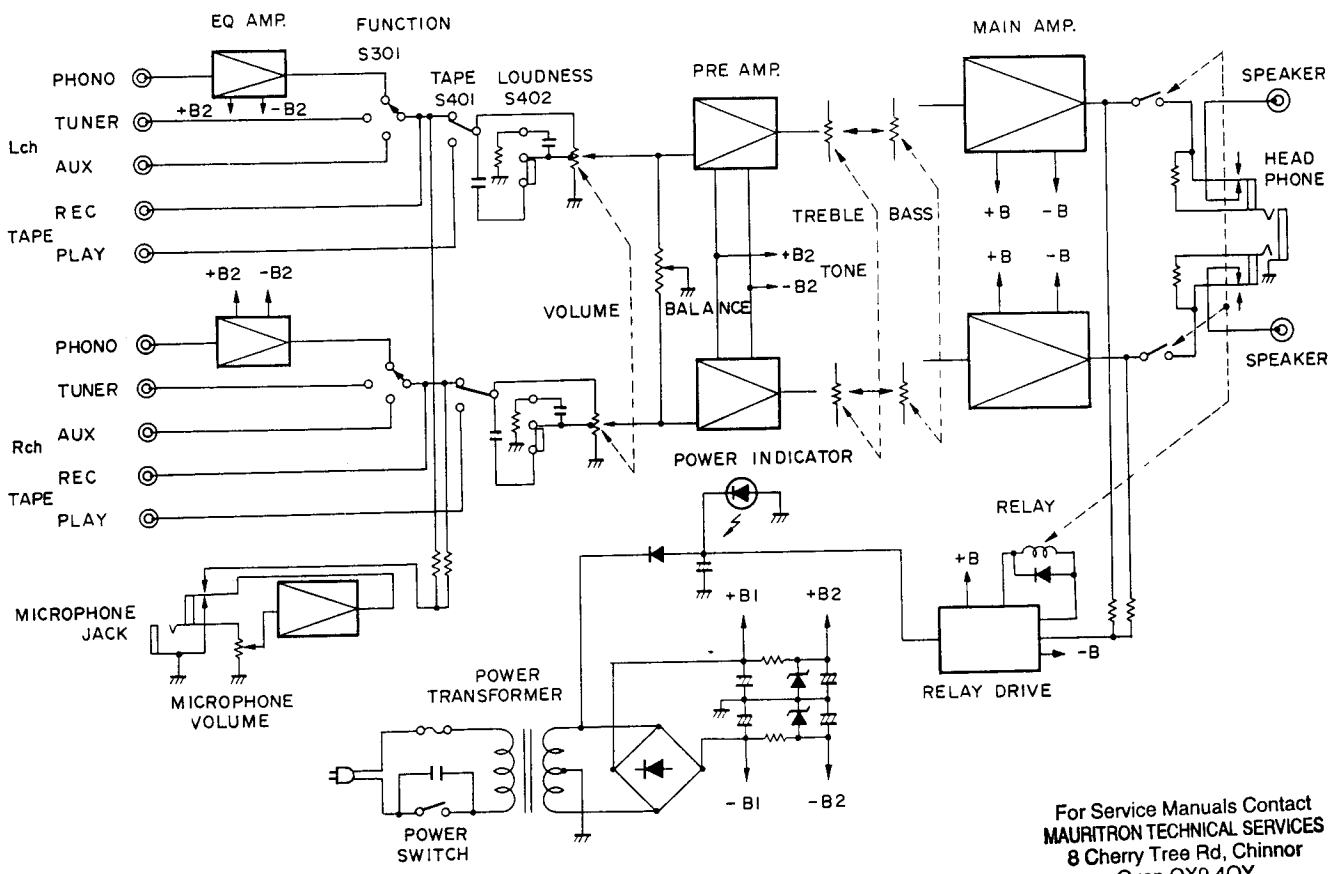 EQ AMP.
FUNCTION
S301
MAIN AMP.
PHONO
TAPE
S401
LOUDNESS
S402
PRE AMP.
SPEAKER
+B2
-B2
TUNER
Lch
AUX
HEAD
PHONE
REC
TAPE
PLAY
TREBLE
BASS
+B
-B
+B
-B
+B2
-B2
TONE
+B2
-B2
VOLUME
BALANCE
PHONO
SPEAKER
TUNER
AUX
Rch
REC
TAPE
PLAY
POWER INDICATOR
RELAY
+B
MICROPHONE
JACK
+B1
+B2
-B
RELAY DRIVE
MICROPHONE
VOLUME
POWER
TRANSFORMER
-B1
-B2
POWER
SWITCH
For Service Manuals Contact
MAURITRON TECHNICAL SERVICES
8 Cherry Tree Rd, Chinnor